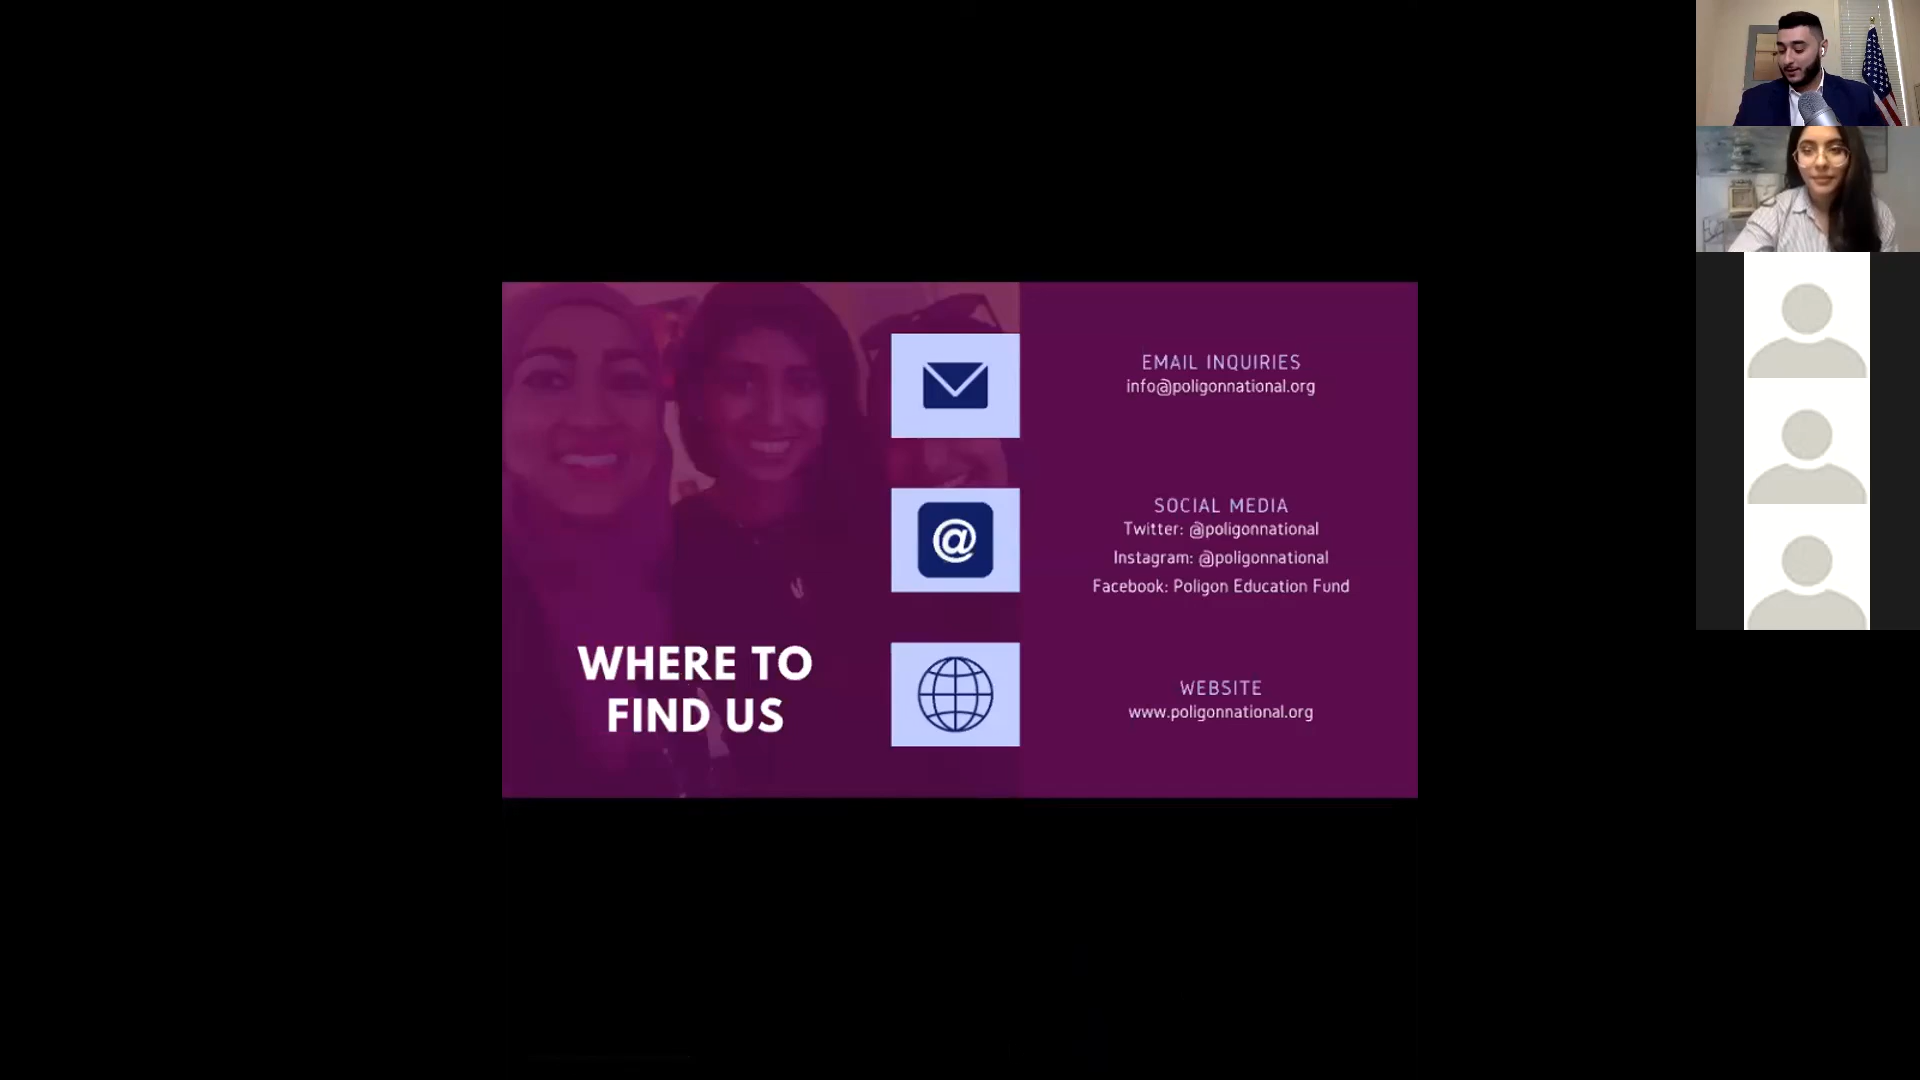 EMAIL INQUIRIES
info@poligonnational.org
@
SOCIAL MEDIA
Twitter: @poligonnational
Instagram: @poligonnational
Facebook: Poligon Education Fund
WHERE TO
FIND US
WEBSITE
www.poligonnational.org